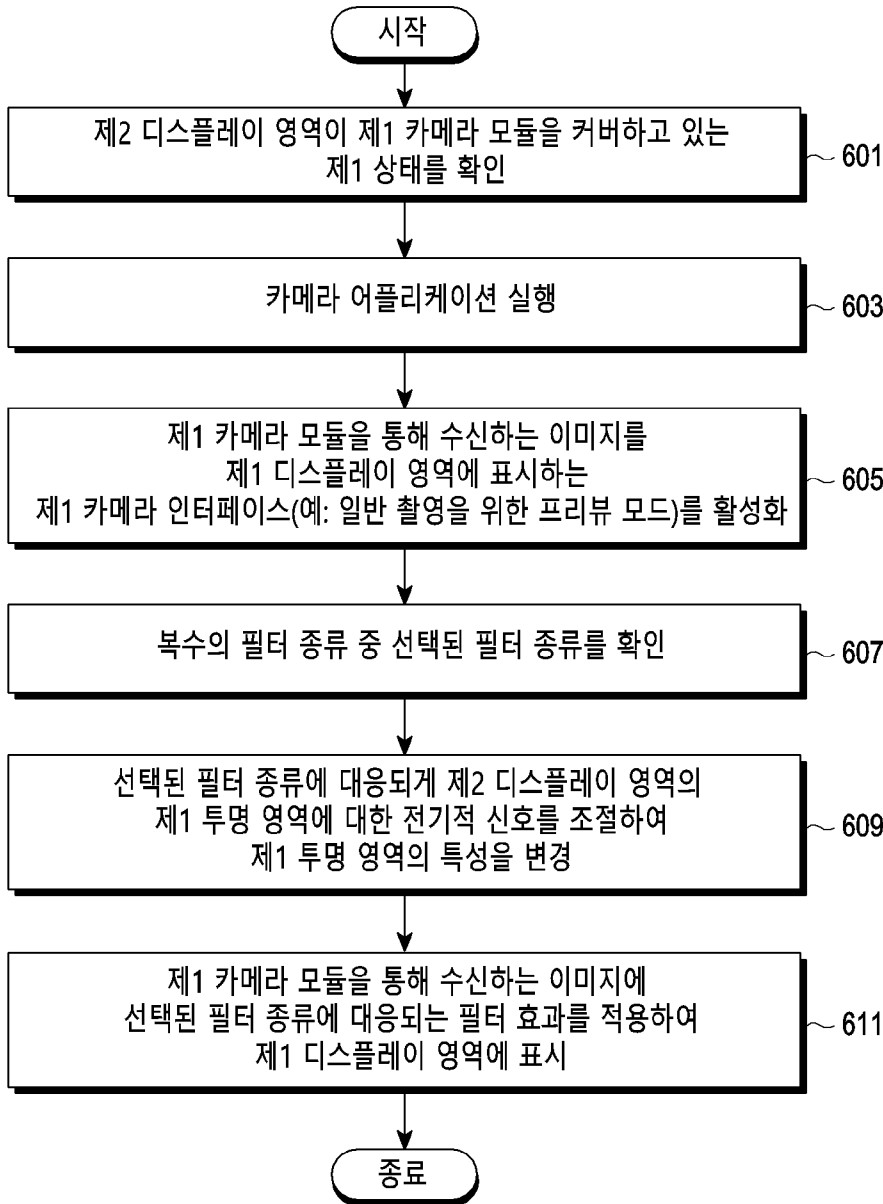 시작
제2 디스플레이 영역이 제1 카메라 모듈을 커버하고 있는
제1 상태를 확인
601
카메라 어플리케이션 실행
603
제1 카메라 모듈을 통해 수신하는 이미지를
제1 디스플레이 영역에 표시하는
제1 카메라 인터페이스(예: 일반 촬영을 위한 프리뷰 모드)를 활성화
605
복수의 필터 종류 중 선택된 필터 종류를 확인
607
선택된 필터 종류에 대응되게 제2 디스플레이 영역의
제1 투명 영역에 대한 전기적 신호를 조절하여
제1 투명 영역의 특성을 변경
609
제1 카메라 모듈을 통해 수신하는 이미지에
선택된 필터 종류에 대응되는 필터 효과를 적용하여
제1 디스플레이 영역에 표시
611
종료